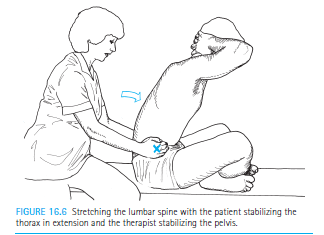 FIGURE 16.6 Stretching the lumbar spine with the patient stabilizing the
thorax in extension and the therapist stabilizing the pelvis.